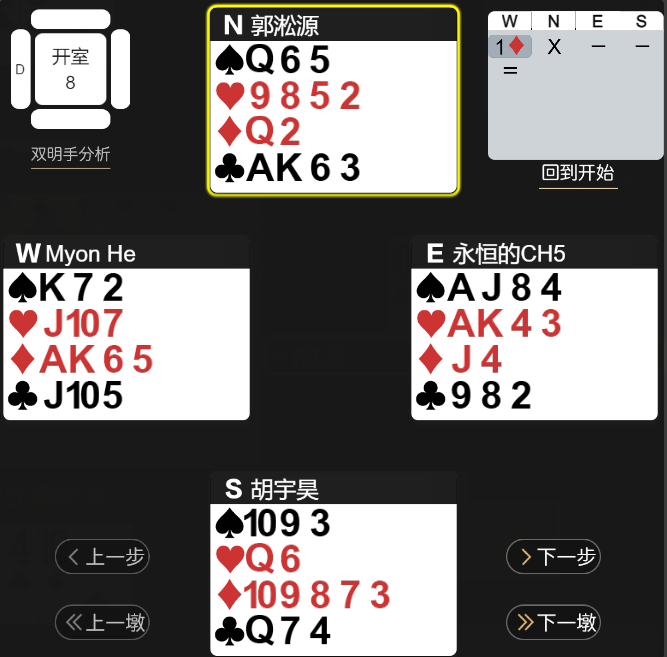 开室
8
D
双明手分析
N 郭淞源
♠Q 6 5
♥9 8 5 2
♦Q 2
♣AK 6 3
W N E S
1♦ X – –
=
回到开始
W Myon He
♠K 7 2
♥J107
♦AK 6 5
♣J105
E 永恒的CH5
♠A J 8 4
♥AK 4 3
♦J 4
♣9 8 2
S 胡宇昊
♠109 3
♥Q 6
♦109 8 7 3
♣Q 7 4
上一步
上一墩
下一步
下一墩